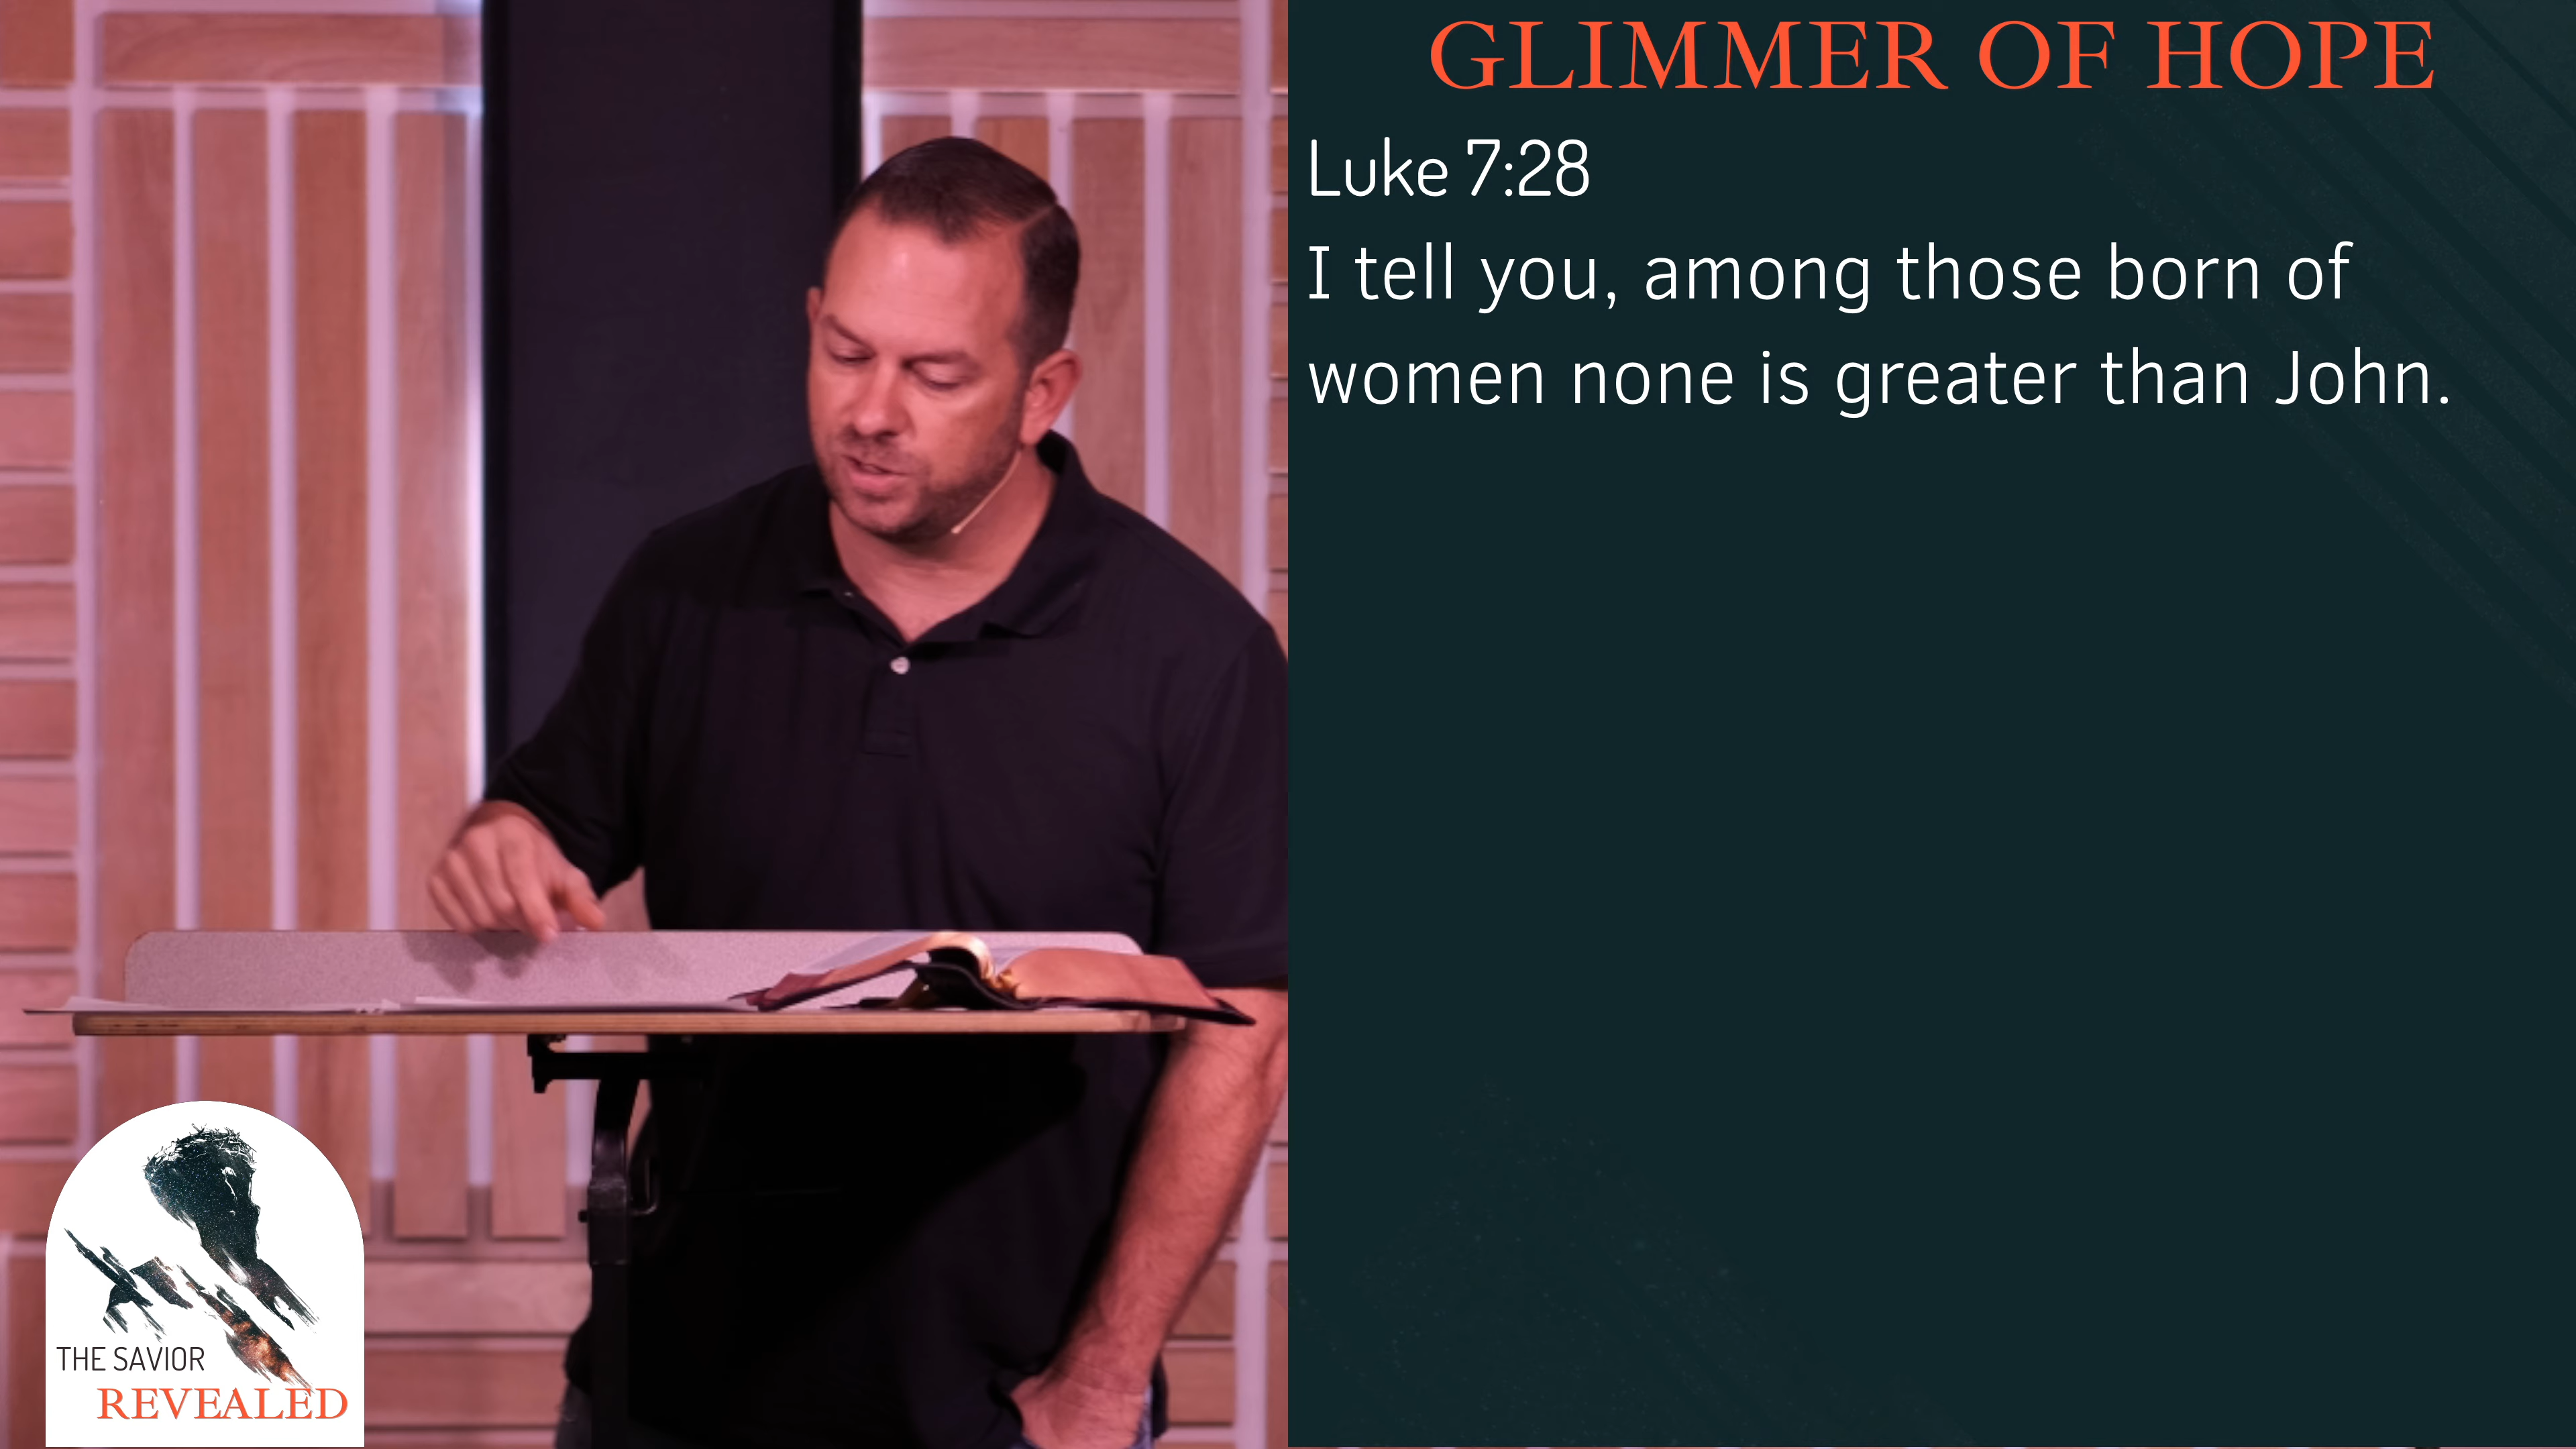 GLIMMER OF HOPE
Luke 7:28
I tell you, among those born of
women none is greater than John.
THE SAVIOR
REVEALED